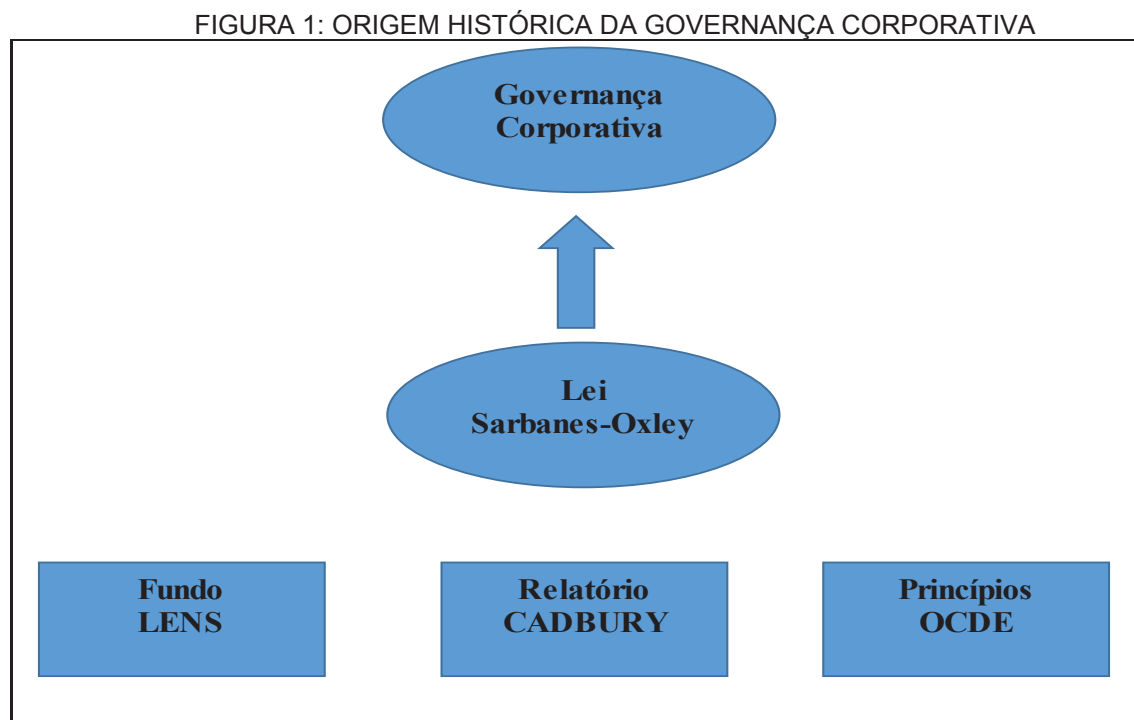 FIGURA 1: ORIGEM HISTÓRICA DA GOVERNANÇA CORPORATIVA
Governança
Corporativa
Lei
Sarbanes-Oxley
Fundo
LENS
Relatório
CADBURY
Princípios
OCDE